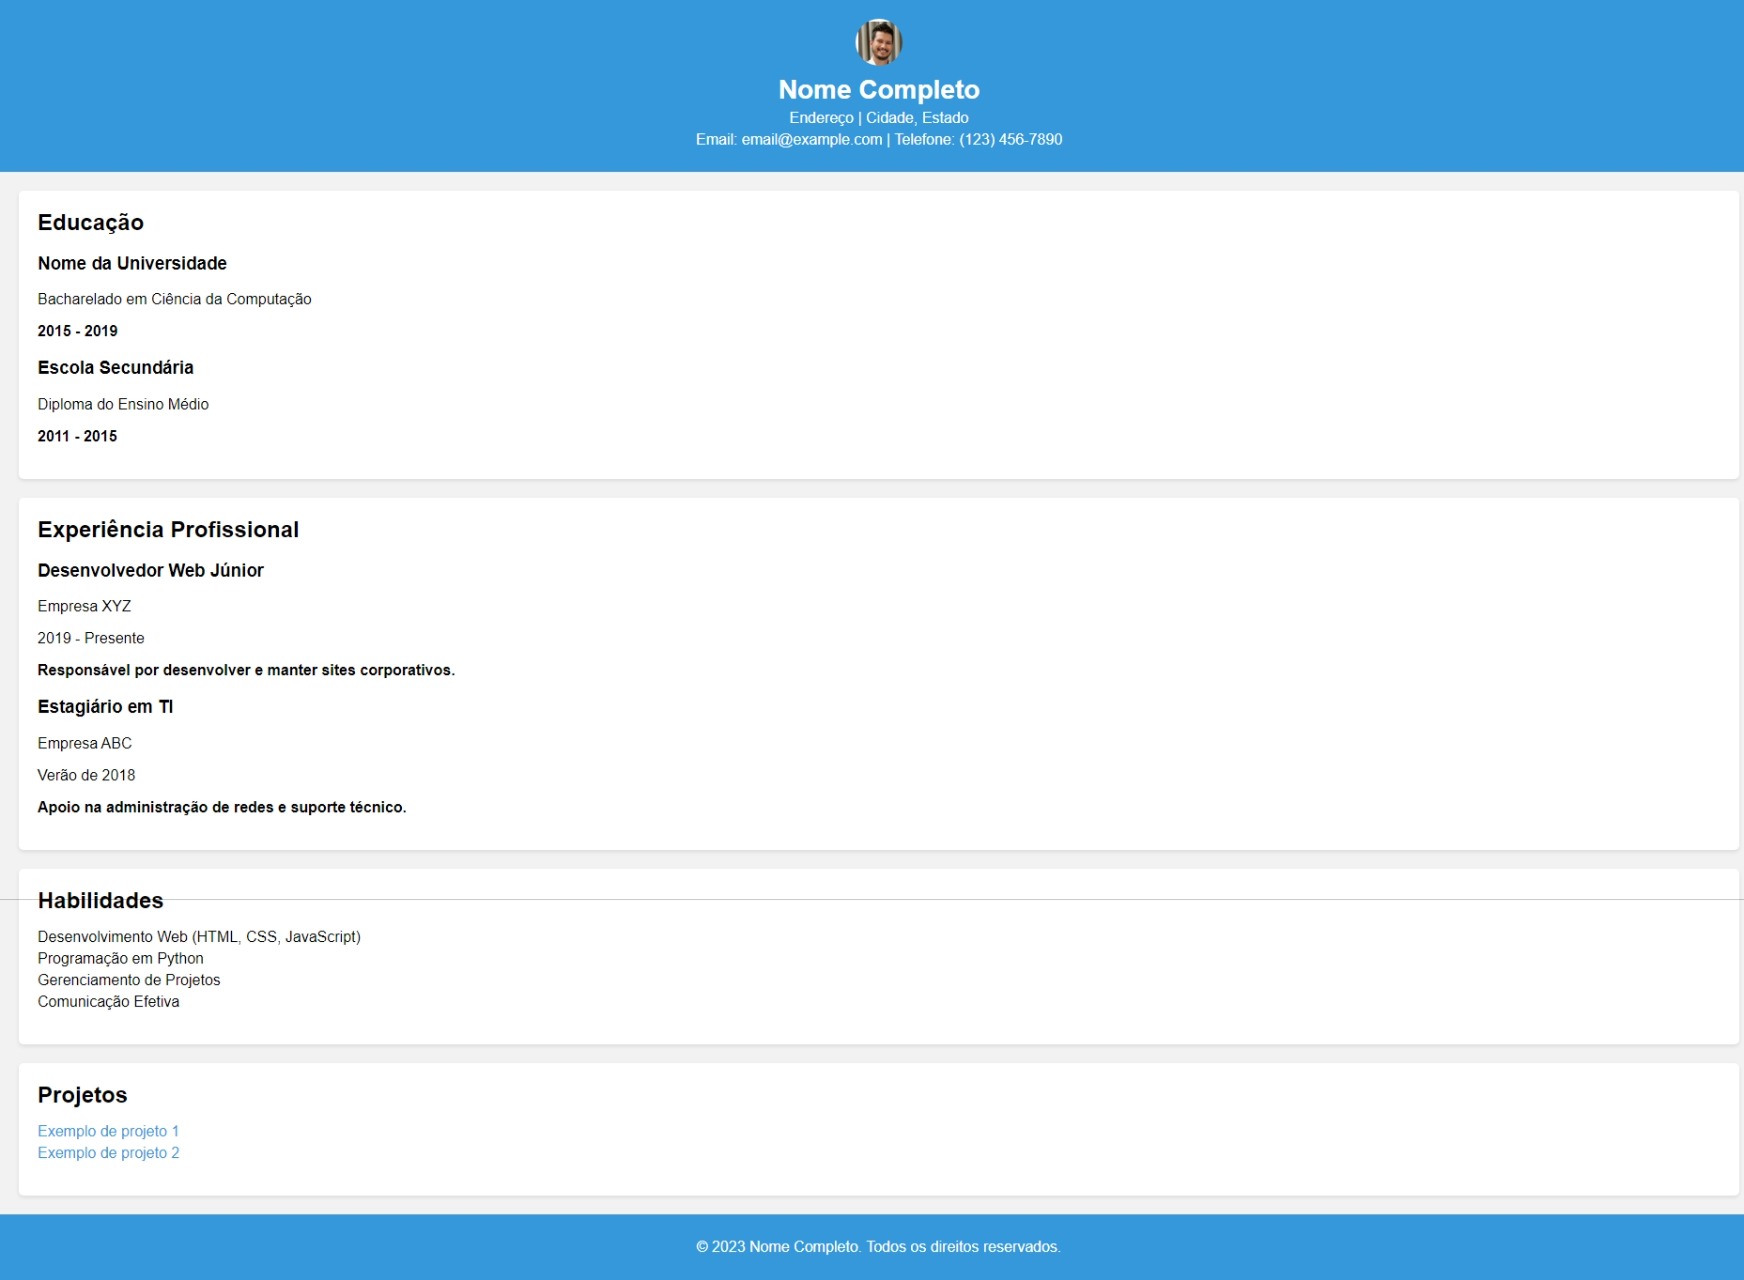 Nome Completo
Endereço | Cidade, Estado
Email: email@example.com | Telefone: (123) 456-7890
Educação
Nome da Universidade
Bacharelado em Ciência da Computação
2015 - 2019
Escola Secundária
Diploma do Ensino Médio
2011 - 2015
Experiência Profissional
Desenvolvedor Web Júnior
Empresa XYZ
2019 - Presente
Responsável por desenvolver e manter sites corporativos.
Estagiário em TI
Empresa ABC
Verão de 2018
Apoio na administração de redes e suporte técnico.
Habilidades
Desenvolvimento Web (HTML, CSS, JavaScript)
Programação em Python
Gerenciamento de Projetos
Comunicação Efetiva
Projetos
Exemplo de projeto 1
Exemplo de projeto 2
© 2023 Nome Completo. Todos os direitos reservados.